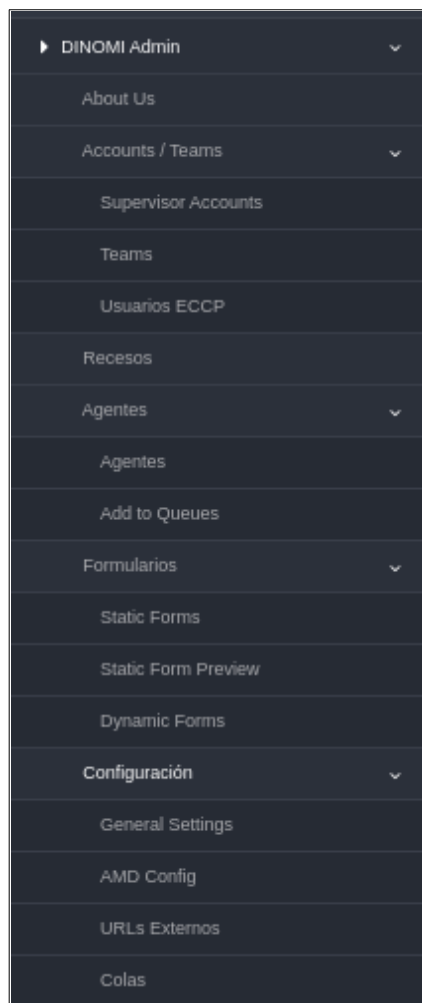 DINOMI Admin
About Us
Accounts / Teams
Supervisor Accounts
Teams
Usuarios ECCP
Recesos
Agentes
Agentes
Add to Queues
Formularios
Static Forms
Static Form Preview
Dynamic Forms
Configuración
General Settings
AMD Config
URLs Externos
Colas